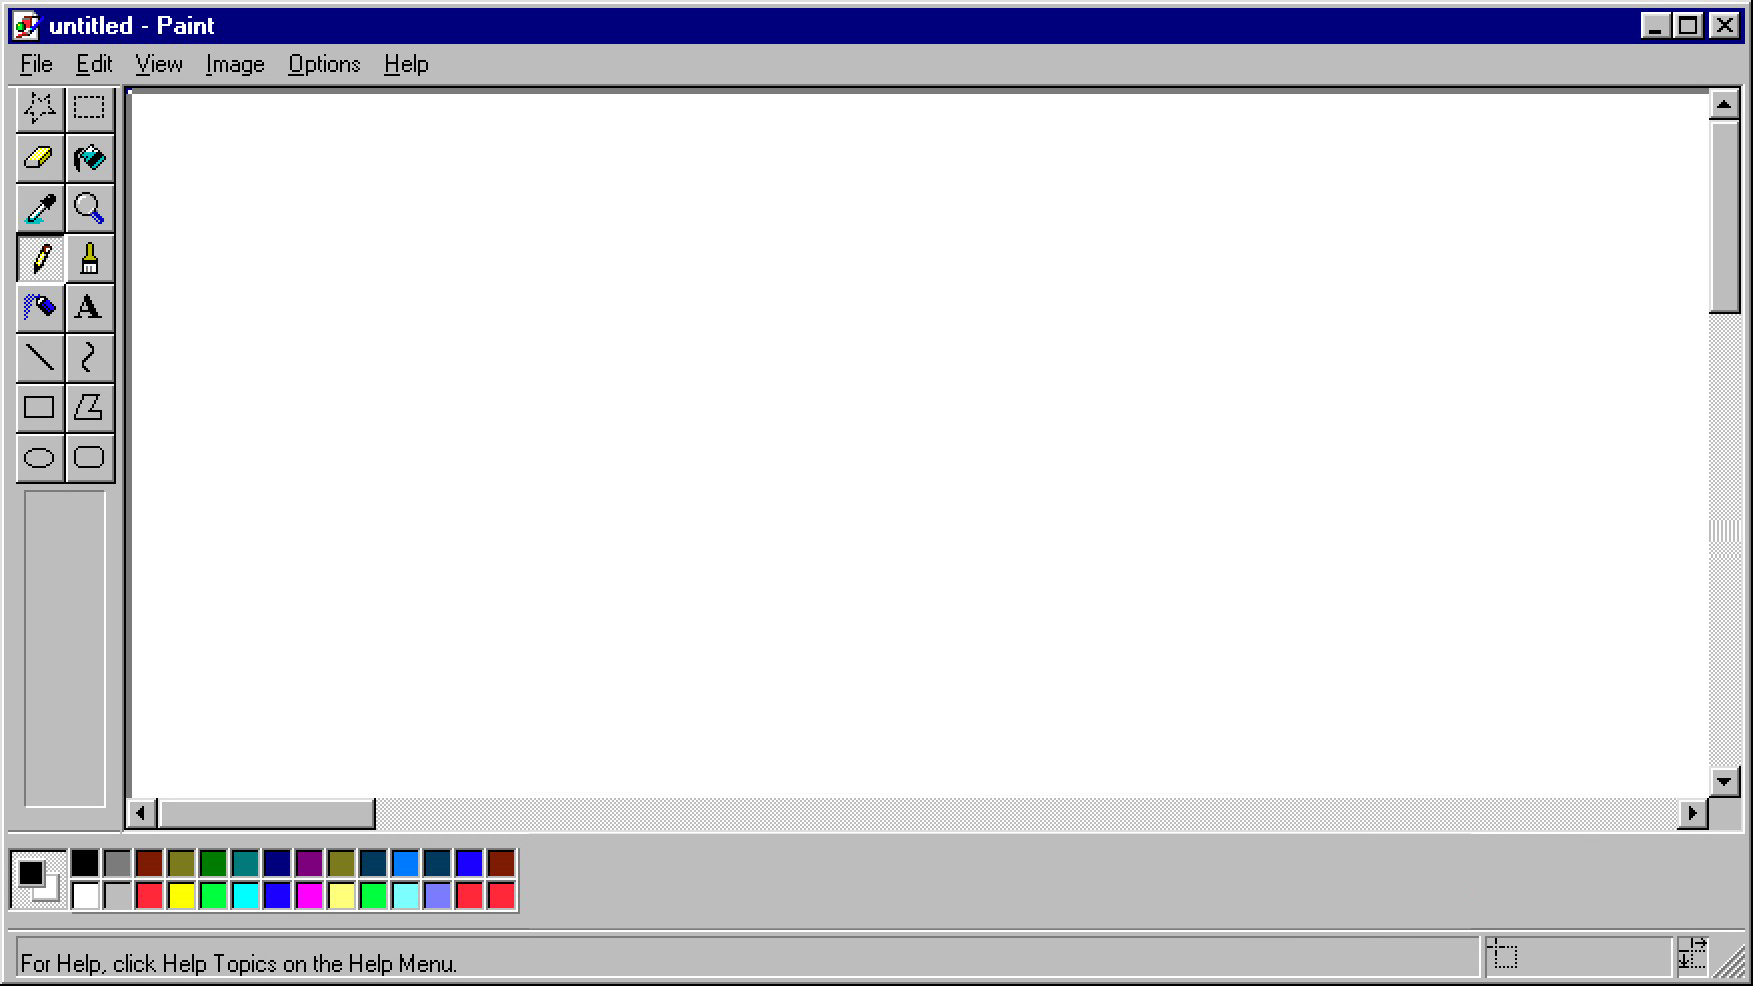 untitled - Paint
File Edit View Image Options Help
A
For Help, click Help Topics on the Help Menu.